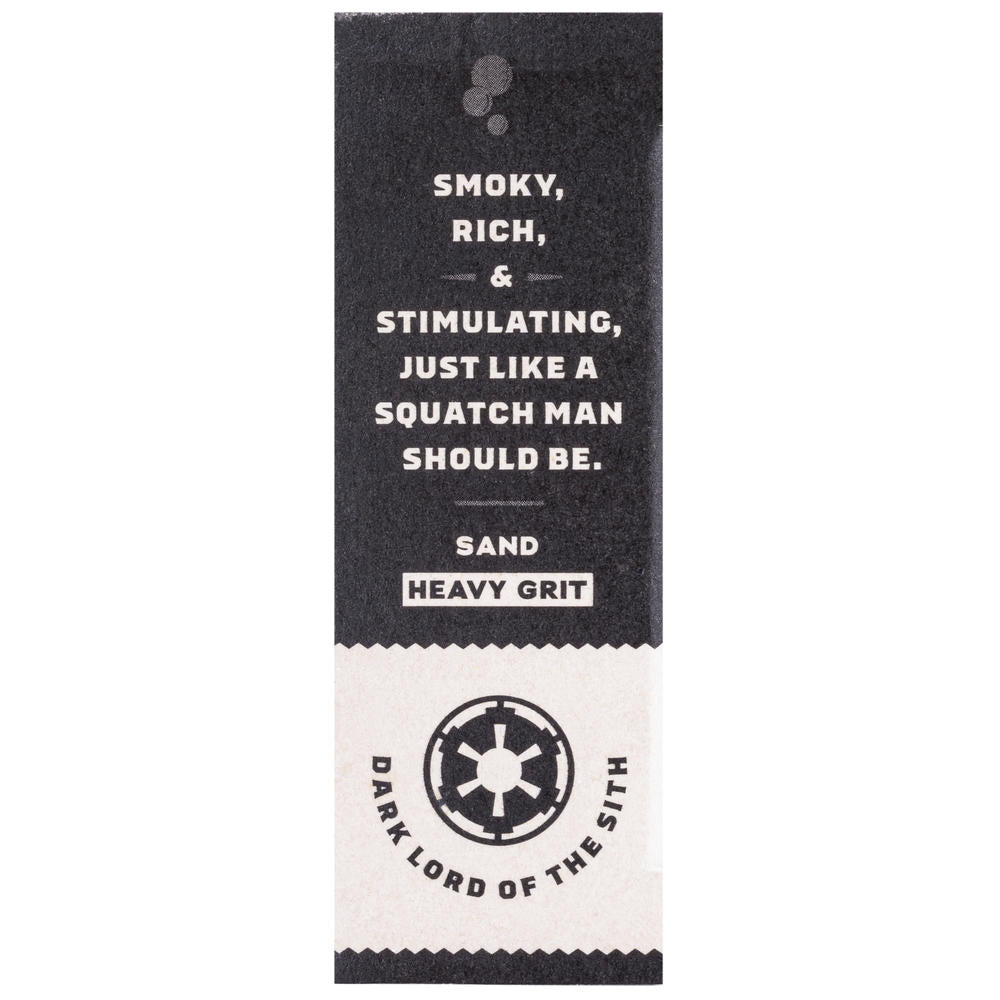 SMOKY,
RICH,
&
STIMULATING,
JUST LIKE A
SQUATCH MAN
SHOULD BE.
SAND
HEAVY GRIT
DARK LORD OF THE SITH